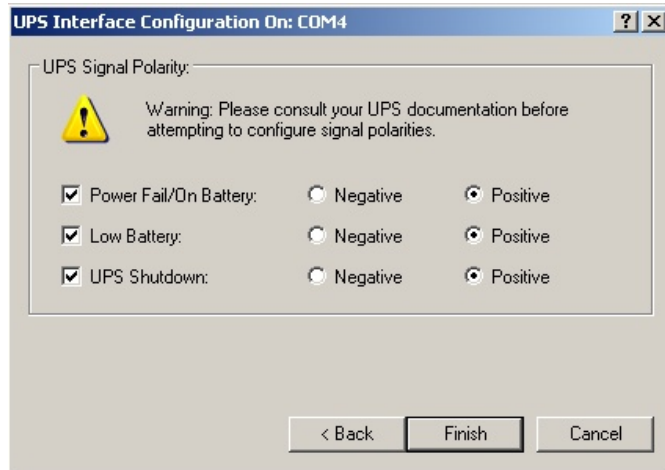 UPS Interface Configuration On: COM4
UPS Signal Polarity:
Warning: Please consult your UPS documentation before
attempting to configure signal polarities.
Power Fail/On Battery: Negative Positive
Low Battery: Negative Positive
UPS Shutdown: Negative Positive
< Back Finish Cancel